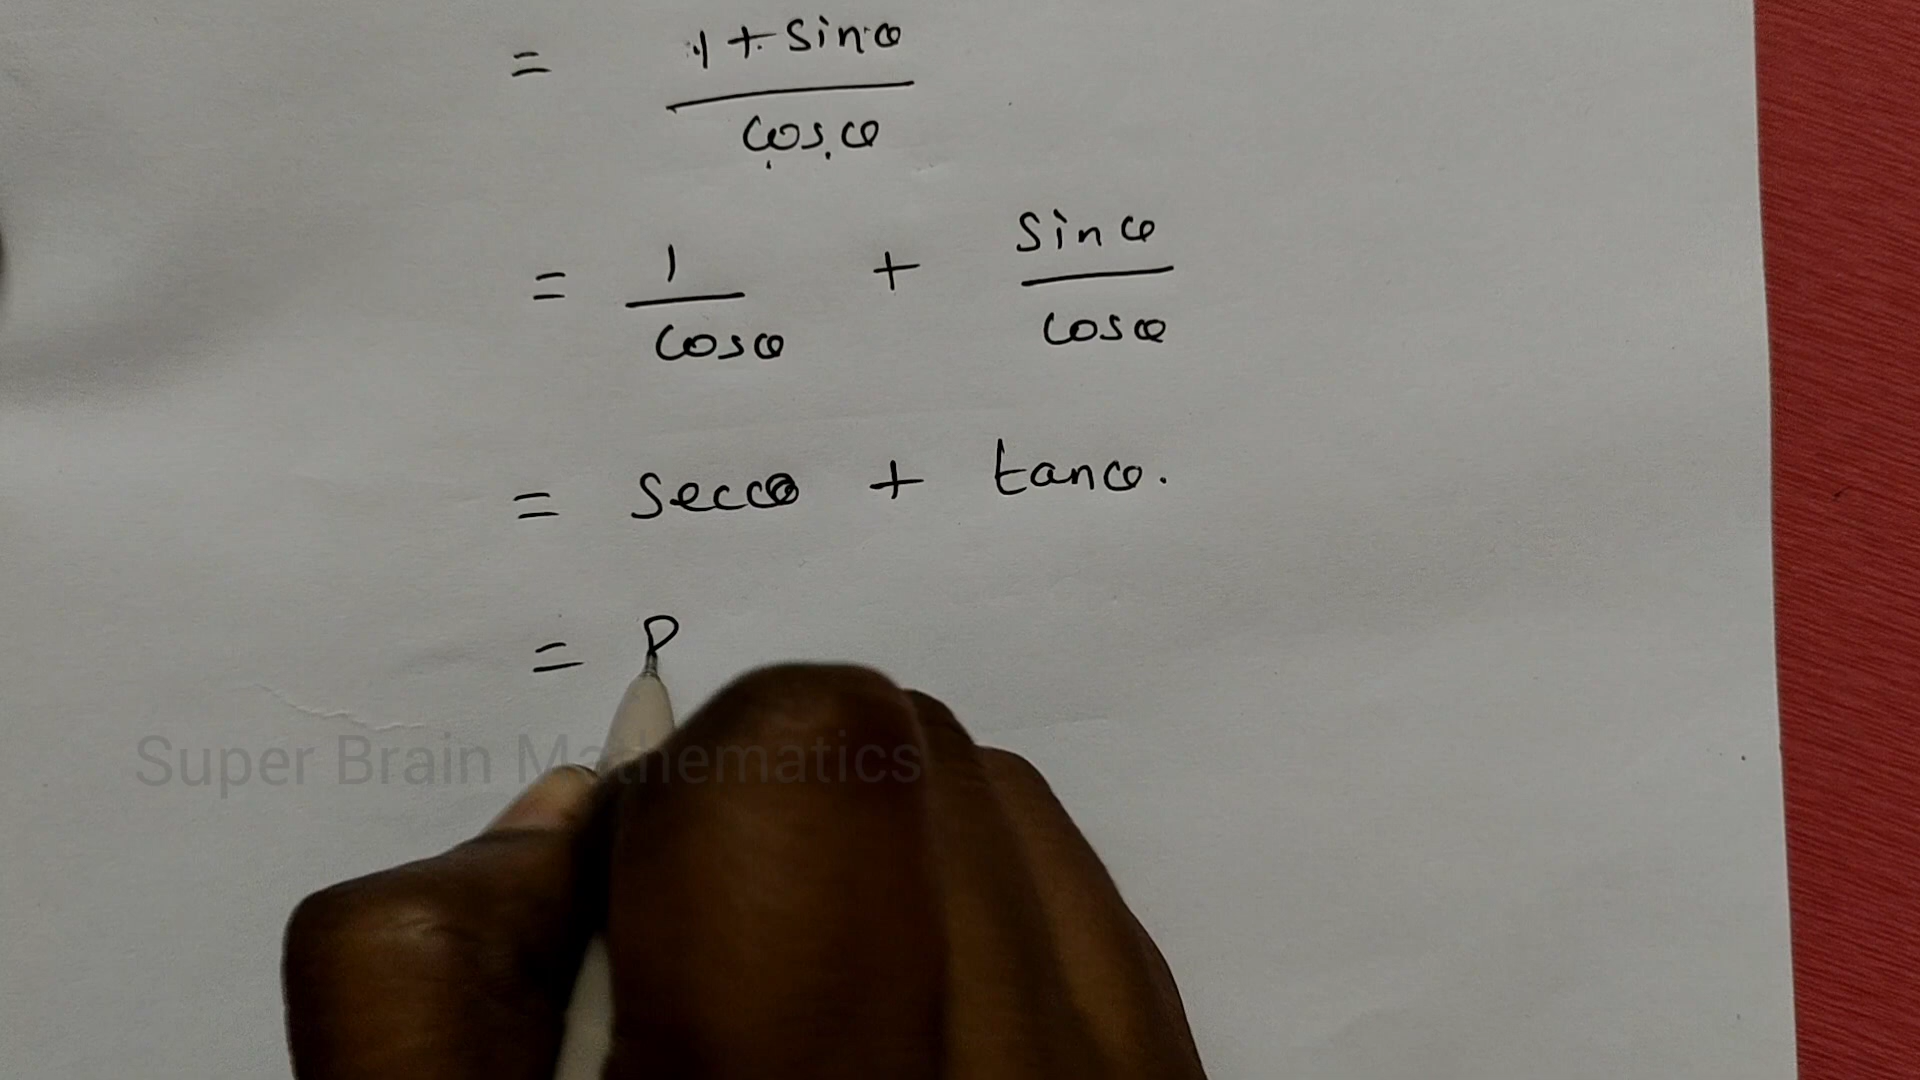 = 1 + sinθ / cosθ
= 1 / cosθ + sinθ / cosθ
= secθ + tanθ.
= R
Super Brain Mathematics